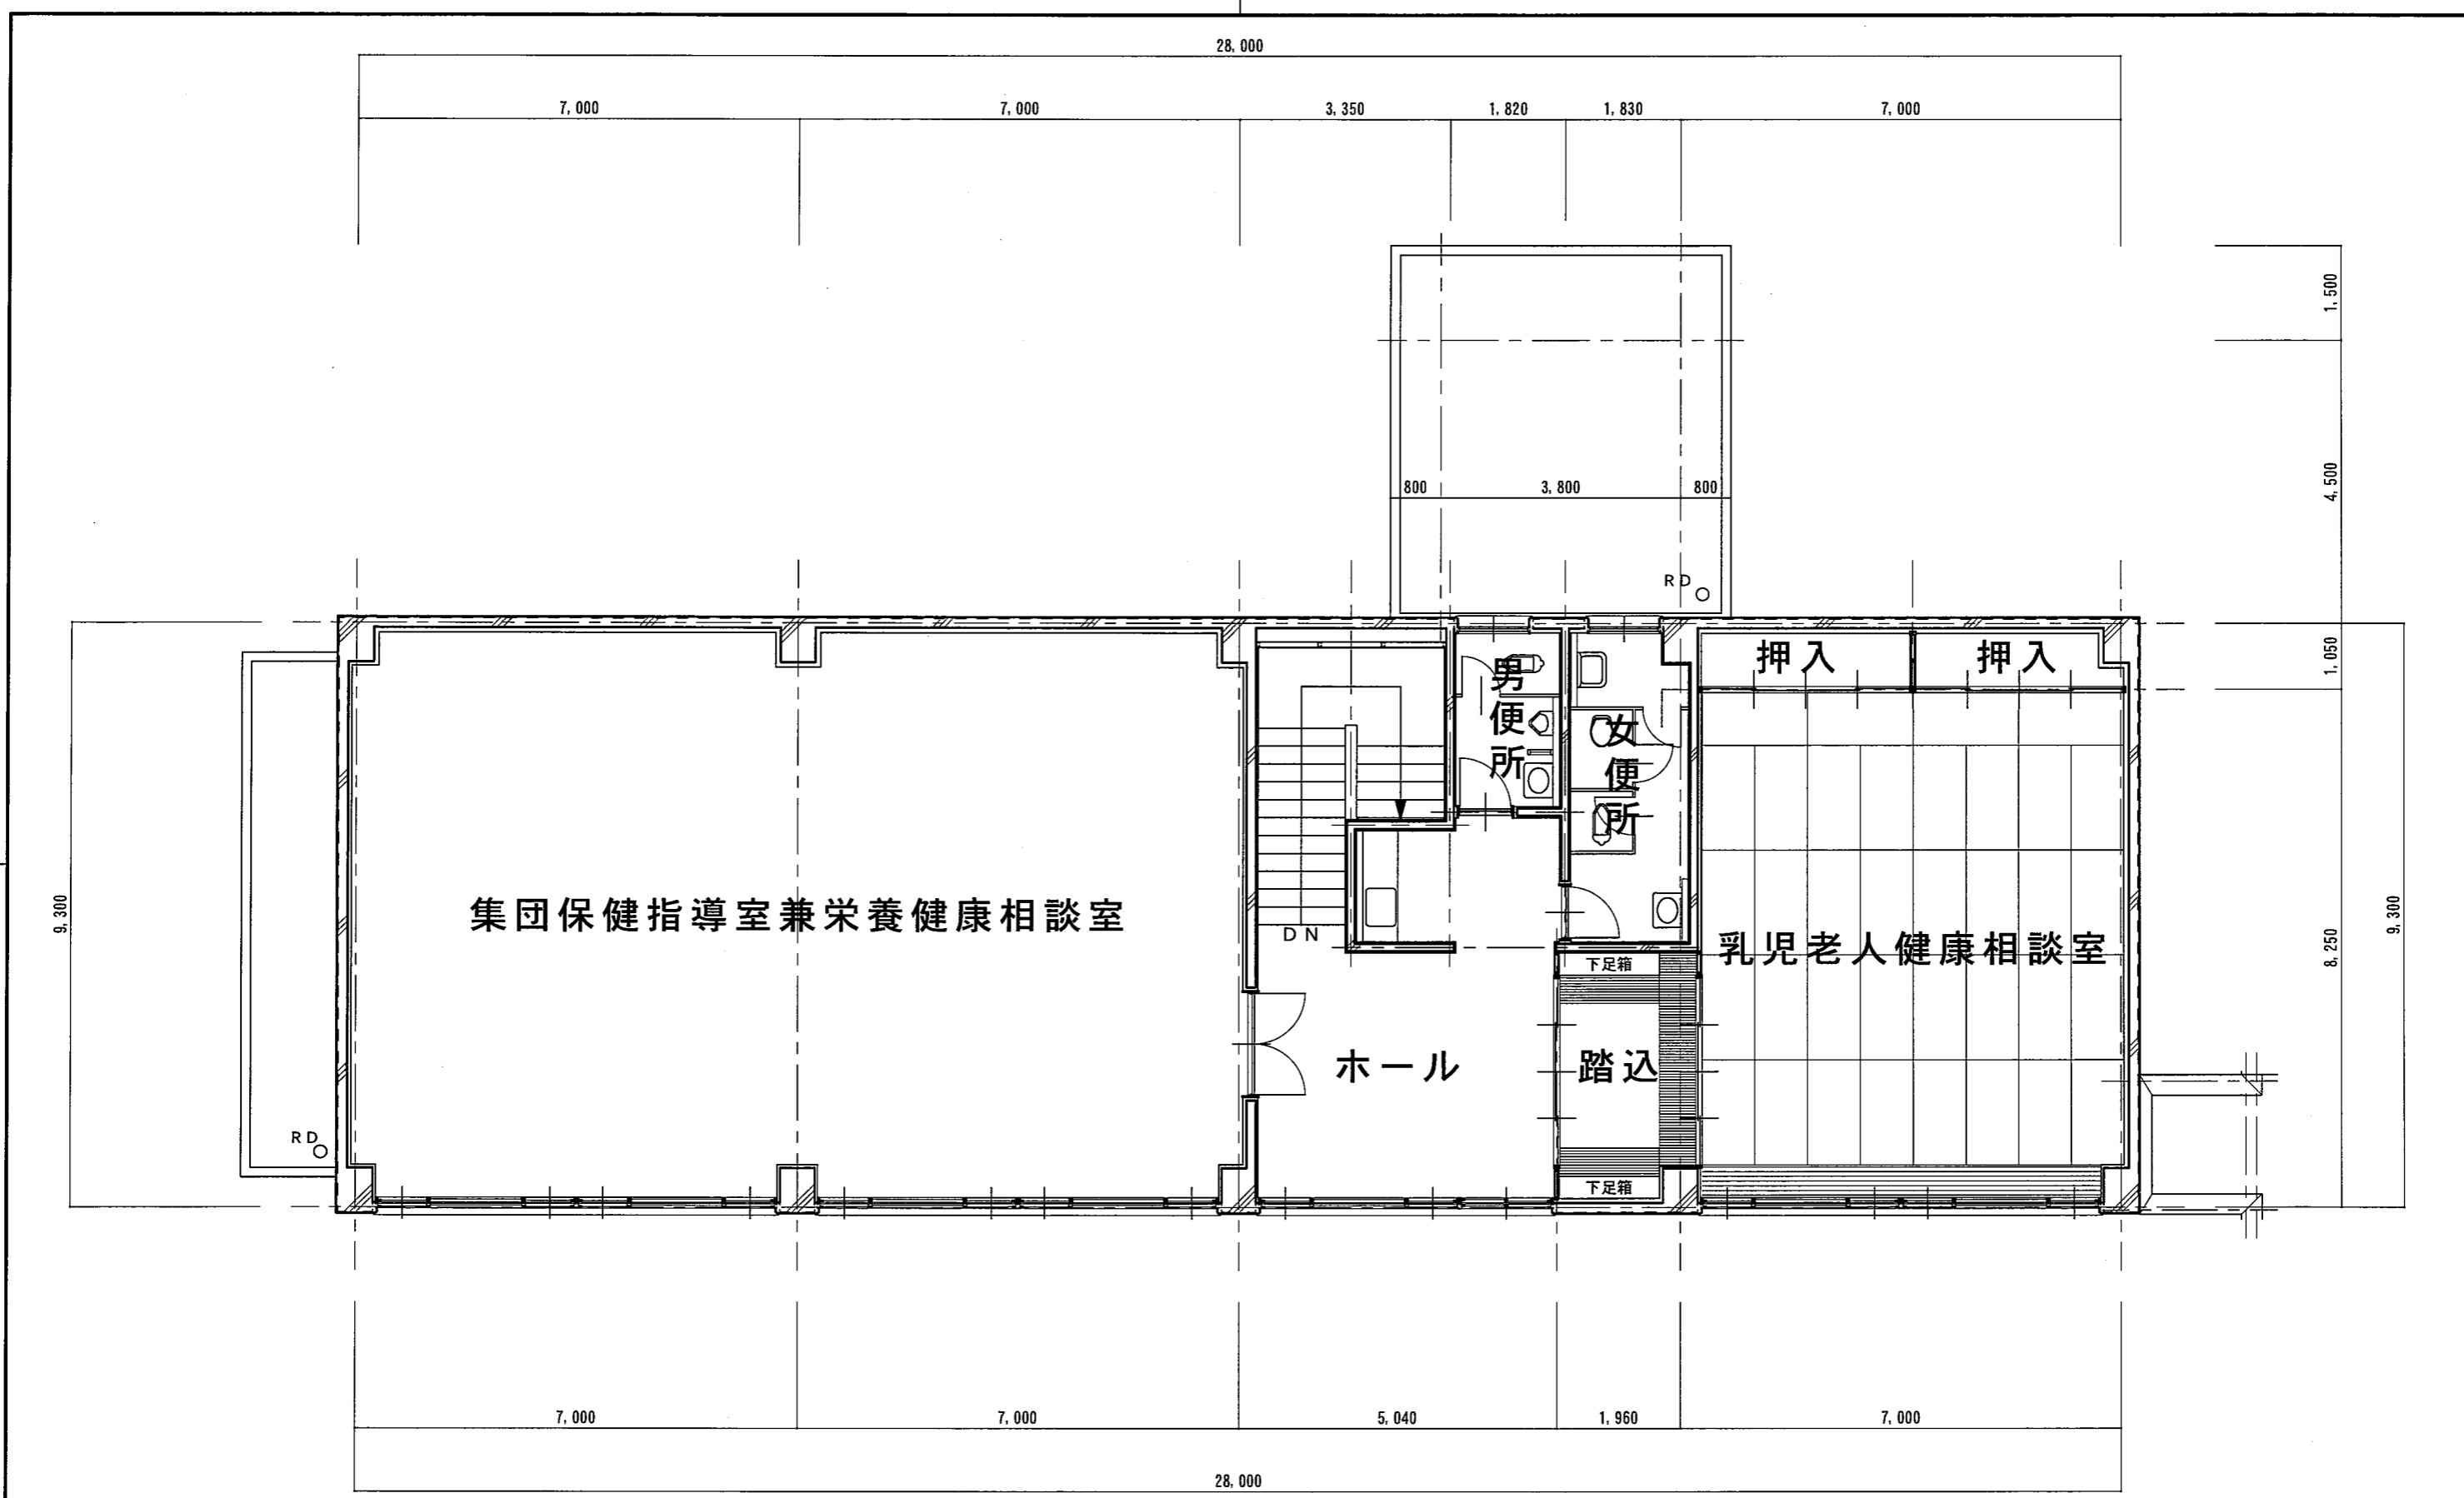 28,000
7,000
7,000
3,350
1,820
1,830
7,000
1,500
4,500
800
3,800
800
RD
押入
押入
1,050
男便所
女便所
9,300
集団保健指導室兼栄養健康相談室
DN
乳児老人健康相談室
8,250
9,300
下足箱
ホール
踏込
RD
下足箱
7,000
7,000
5,040
1,960
7,000
28,000